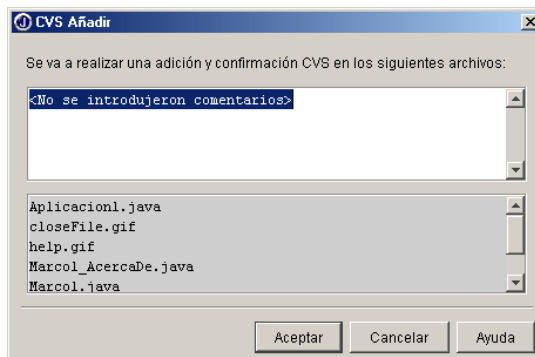 CVS Añadir
Se va a realizar una adición y confirmación CVS en los siguientes archivos:
<No se introdujeron comentarios>
Aplicacion1.java
closeFile.gif
help.gif
Marco1_AcercaDe.java
Marco1.java
Aceptar Cancelar Ayuda